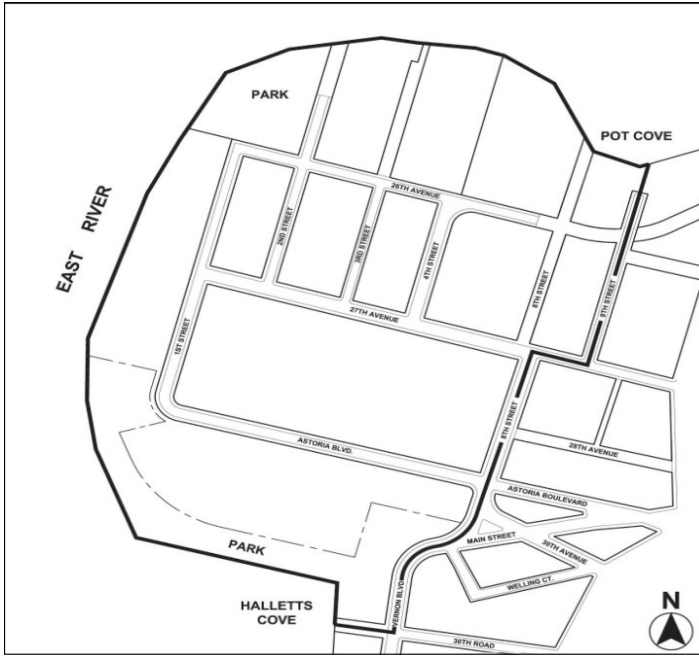 PARK
POT COVE
EAST RIVER
26TH AVENUE
2ND STREET
3RD STREET
4TH STREET
8TH STREET
9TH STREET
27TH AVENUE
1ST STREET
8TH STREET
28TH AVENUE
ASTORIA BLVD.
ASTORIA BOULEVARD
MAIN STREET
30TH AVENUE
PARK
WELLING CT.
VERNON BLVD
HALLETTS
COVE
30TH ROAD
N